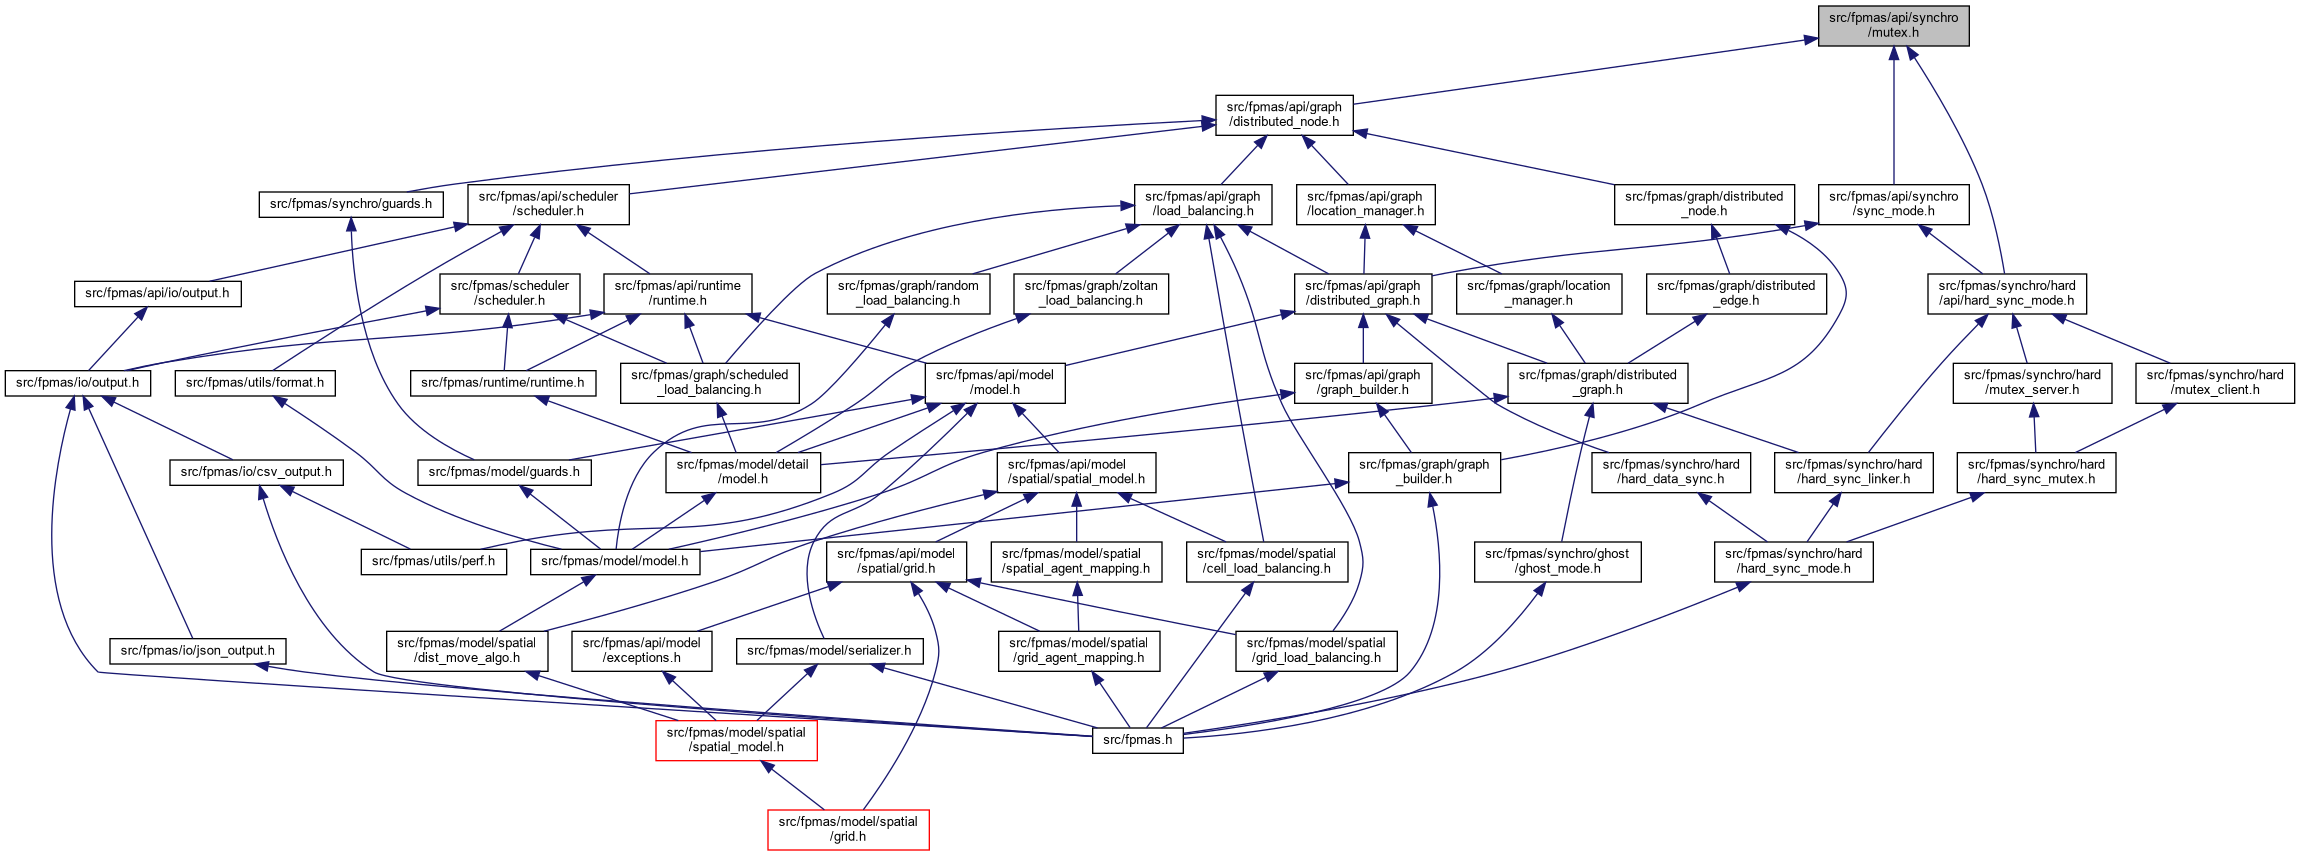 src/fpmas/api/synchro
/mutex.h
src/fpmas/api/graph
/distributed_node.h
src/fpmas/synchro/guards.h
src/fpmas/api/scheduler
/scheduler.h
src/fpmas/api/graph
/load_balancing.h
src/fpmas/api/graph
/location_manager.h
src/fpmas/graph/distributed
_node.h
src/fpmas/api/synchro
/sync_mode.h
src/fpmas/api/io/output.h
src/fpmas/scheduler
/scheduler.h
src/fpmas/api/runtime
/runtime.h
src/fpmas/graph/random
_load_balancing.h
src/fpmas/graph/zoltan
_load_balancing.h
src/fpmas/api/graph
/distributed_graph.h
src/fpmas/graph/location
_manager.h
src/fpmas/graph/distributed
_edge.h
src/fpmas/synchro/hard
/api/hard_sync_mode.h
src/fpmas/io/output.h
src/fpmas/utils/format.h
src/fpmas/runtime/runtime.h
src/fpmas/graph/scheduled
_load_balancing.h
src/fpmas/api/model
/model.h
src/fpmas/api/graph
/graph_builder.h
src/fpmas/graph/distributed
_graph.h
src/fpmas/synchro/hard
/mutex_server.h
src/fpmas/synchro/hard
/mutex_client.h
src/fpmas/io/csv_output.h
src/fpmas/model/guards.h
src/fpmas/model/detail
/model.h
src/fpmas/api/model
/spatial/spatial_model.h
src/fpmas/graph/graph
_builder.h
src/fpmas/synchro/hard
/hard_data_sync.h
src/fpmas/synchro/hard
/hard_sync_linker.h
src/fpmas/synchro/hard
/hard_sync_mutex.h
src/fpmas/utils/perf.h
src/fpmas/model/model.h
src/fpmas/api/model
/spatial/grid.h
src/fpmas/model/spatial
/spatial_agent_mapping.h
src/fpmas/model/spatial
/cell_load_balancing.h
src/fpmas/synchro/ghost
/ghost_mode.h
src/fpmas/synchro/hard
/hard_sync_mode.h
src/fpmas/io/json_output.h
src/fpmas/model/spatial
/dist_move_algo.h
src/fpmas/api/model
/exceptions.h
src/fpmas/model/serializer.h
src/fpmas/model/spatial
/grid_agent_mapping.h
src/fpmas/model/spatial
/grid_load_balancing.h
src/fpmas/model/spatial
/spatial_model.h
src/fpmas.h
src/fpmas/model/spatial
/grid.h